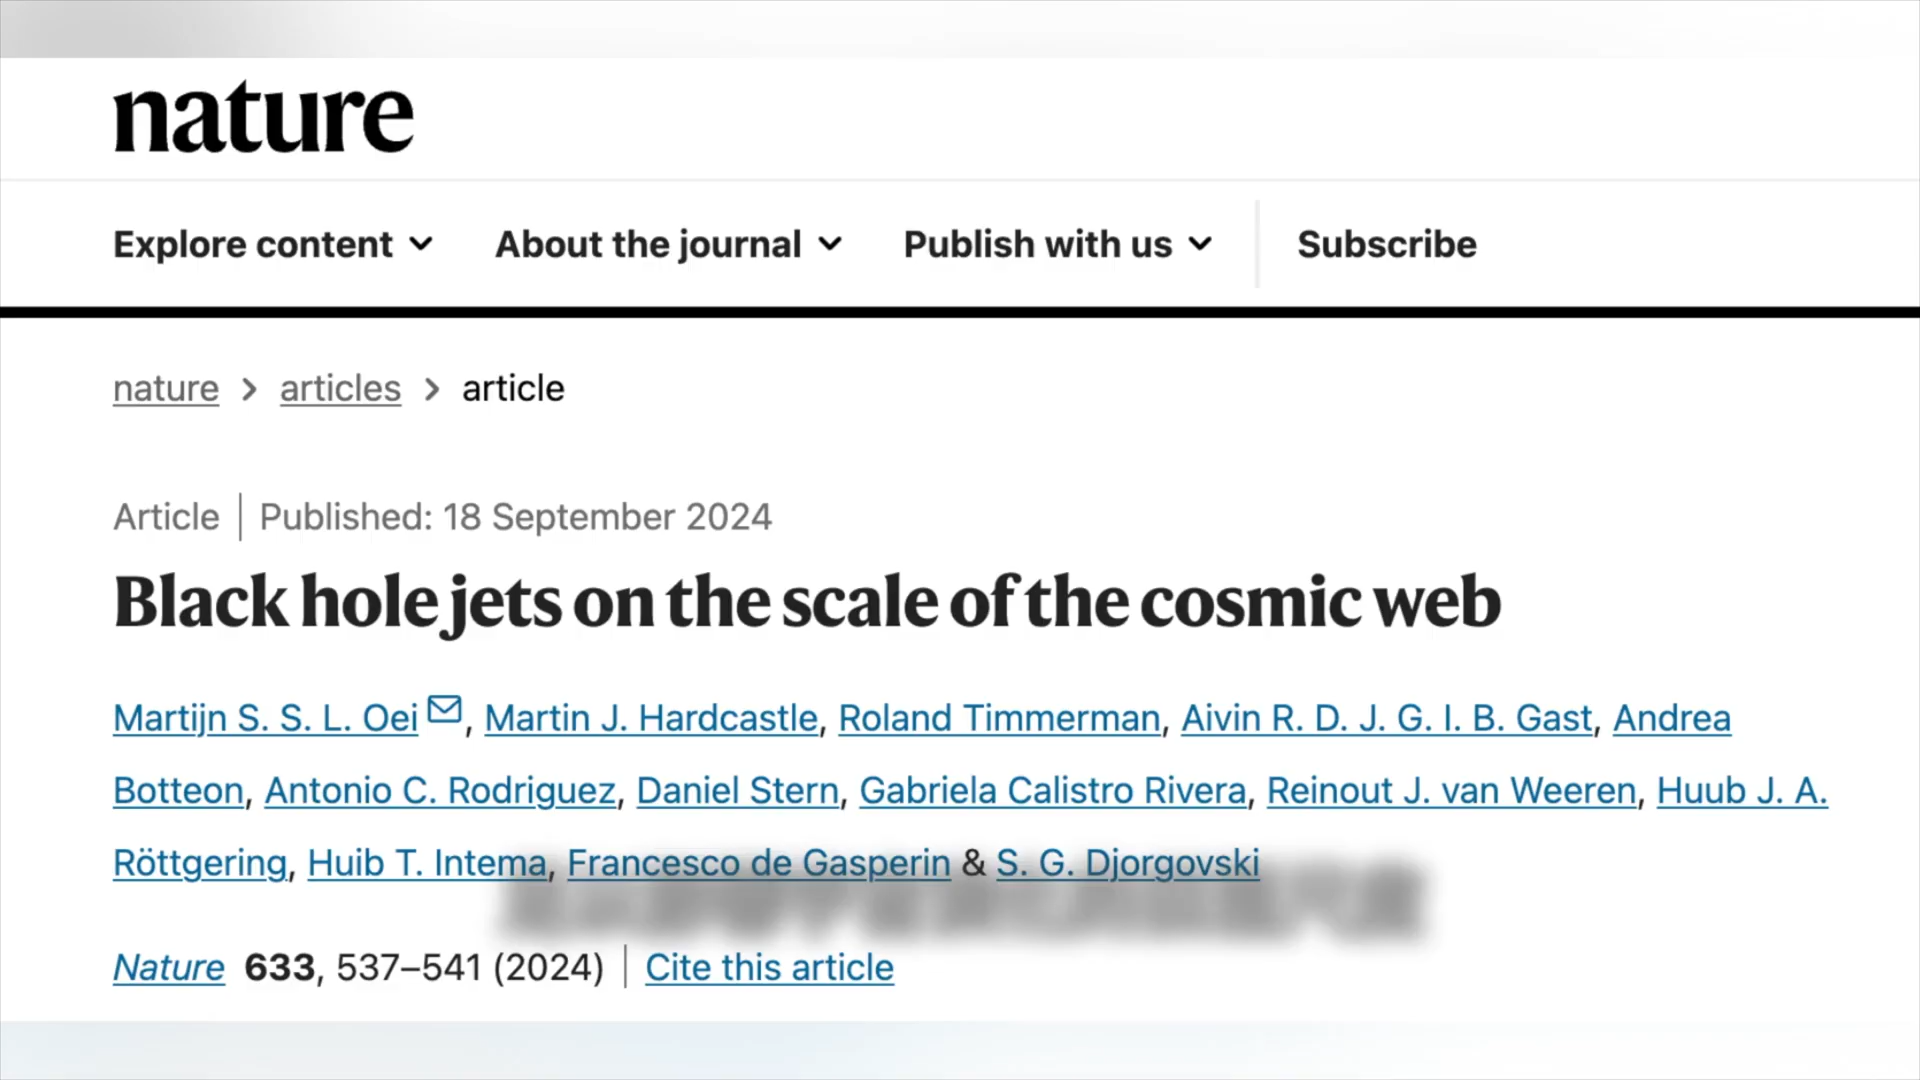 nature
Explore content About the journal Publish with us Subscribe
nature > articles > article
Article | Published: 18 September 2024
Black hole jets on the scale of the cosmic web
Martijn S. S. L. Oei, Martin J. Hardcastle, Roland Timmerman, Aivin R. D. J. G. I. B. Gast, Andrea
Botteon, Antonio C. Rodriguez, Daniel Stern, Gabriela Calistro Rivera, Reinout J. van Weeren, Huub J. A.
Röttgering, Huib T. Intema, Francesco de Gasperin & S. G. Djorgovski
Nature 633, 537–541 (2024) | Cite this article